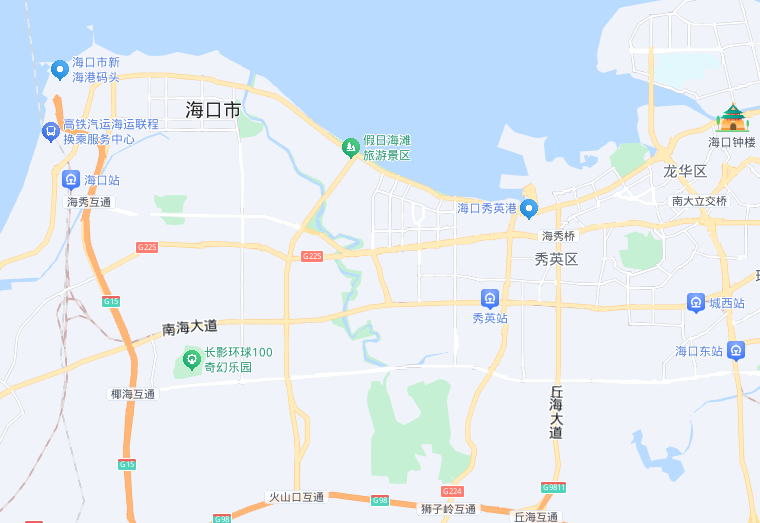 海口市新
海港码头
海口市
高铁汽运海运联程
换乘服务中心
假日海滩
旅游景区
海口钟楼
龙华区
海口站
海秀互通
南大立交桥
海口秀英港
海秀桥
G225
G225
秀英区
G15
秀英站
城西站
南海大道
长影环球100
奇幻乐园
海口东站
椰海互通
丘海大道
G15
火山口互通
G98
G98
G224
G9811
狮子岭互通
丘海互通